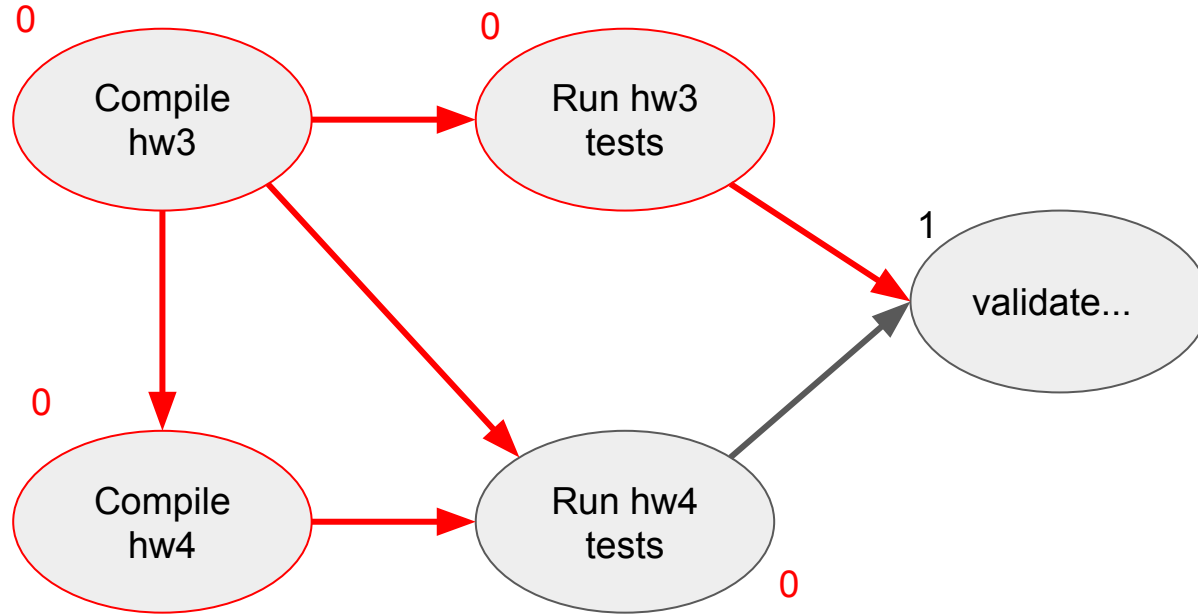 0
Compile
hw3
0
Run hw3
tests
1
validate...
0
Compile
hw4
Run hw4
tests
0